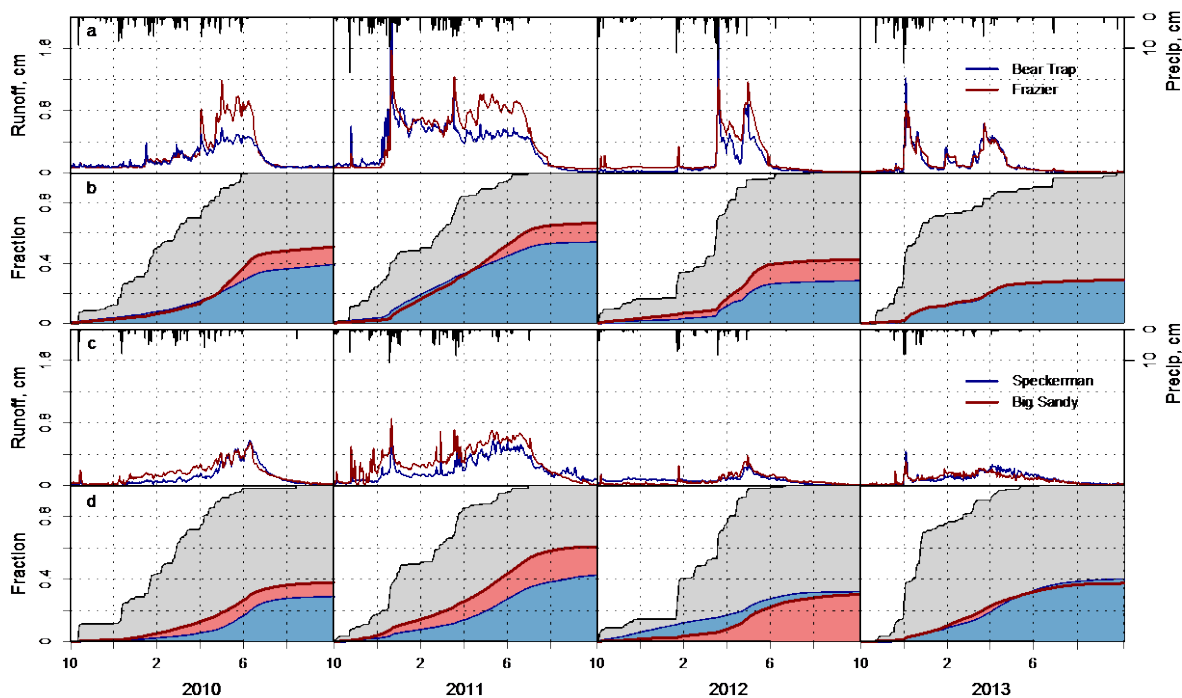 a
1.6
0.8
0
Runoff, cm
0
10
Precip, cm
Bear Trap
Frazier
b
0.8
0.4
0
Fraction
c
1.6
0.8
0
Runoff, cm
0
10
Precip, cm
Speckerman
Big Sandy
d
0.8
0.4
0
Fraction
10 2 6 10 2 6 10 2 6 10 2 6
2010 2011 2012 2013